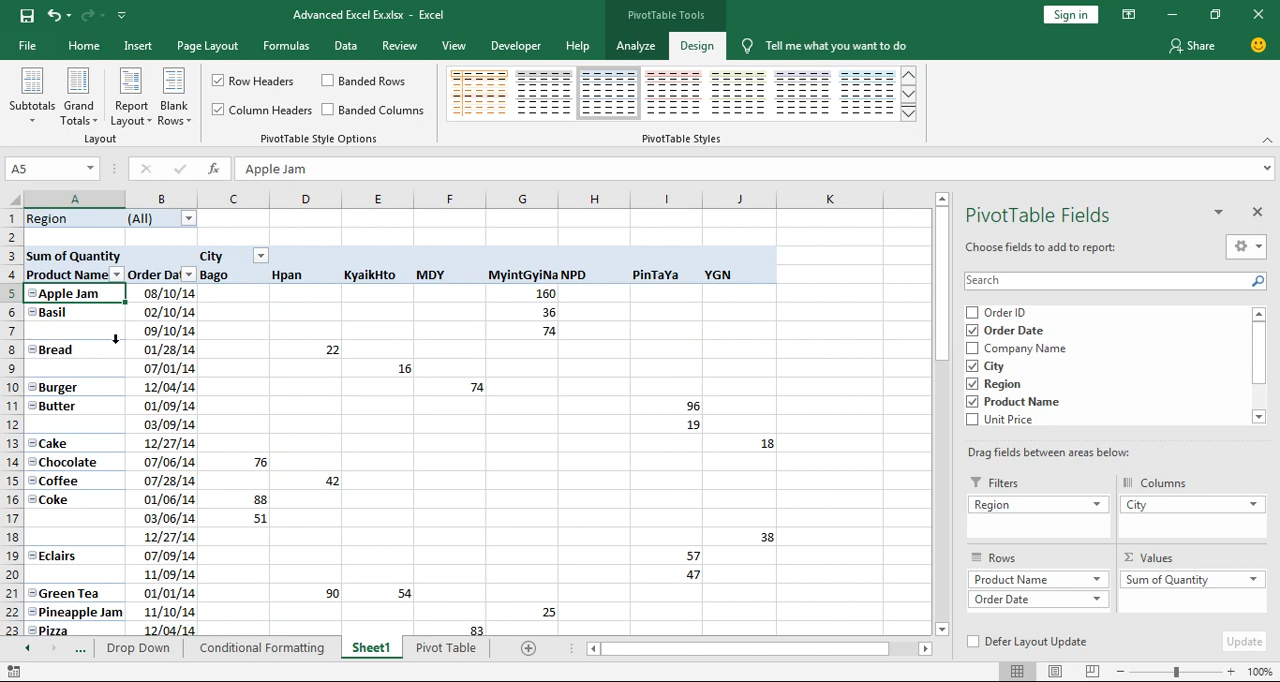 Advanced Excel Ex.xlsx - Excel
PivotTable Tools
Sign in
File Home Insert Page Layout Formulas Data Review View Developer Help Analyze Design Tell me what you want to do Share
Subtotals
Grand Totals
Report Layout
Blank Rows
Layout
Row Headers
Banded Rows
Column Headers
Banded Columns
PivotTable Style Options
PivotTable Styles
A5
fx
Apple Jam
A B C D E F G H I J K
1 Region (All)
2
3 Sum of Quantity City
4 Product Name Order Dat Bago Hpan KyaikHto MDY MyintGyiNa NPD PinTaYa YGN
5 Apple Jam 08/10/14 160
6 Basil 02/10/14 36
7 09/10/14 74
8 Bread 01/28/14 22
9 07/01/14 16
10 Burger 12/04/14 74
11 Butter 01/09/14 96
12 03/09/14 19
13 Cake 12/27/14 18
14 Chocolate 07/06/14 76
15 Coffee 07/28/14 42
16 Coke 01/06/14 88
17 03/06/14 51
18 12/27/14 38
19 Eclairs 07/09/14 57
20 11/09/14 47
21 Green Tea 01/01/14 90 54
22 Pineapple Jam 11/10/14 25
23 Pizza 12/04/14 83
... Drop Down Conditional Formatting Sheet1 Pivot Table
PivotTable Fields
Choose fields to add to report:
Search
Order ID
Order Date
Company Name
City
Region
Product Name
Unit Price
Drag fields between areas below:
Filters
Region
Columns
City
Rows
Product Name
Order Date
Σ Values
Sum of Quantity
Defer Layout Update
Update
100%